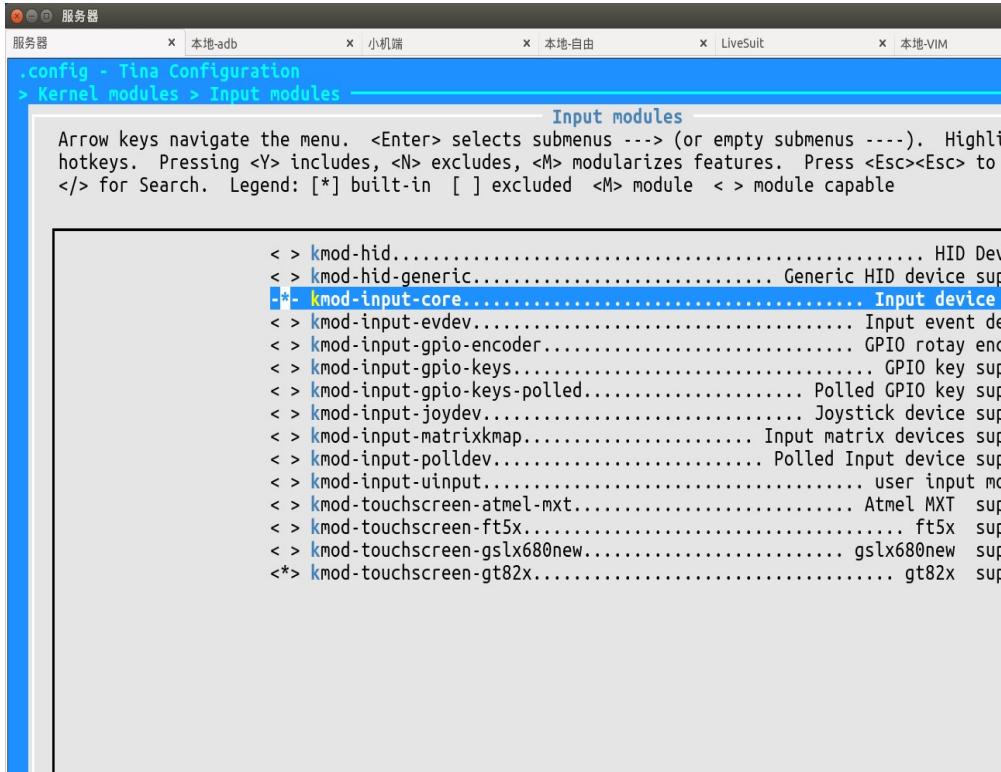 服务器
服务器 x 本地-adb x 小机端 x 本地-自由 x LiveSuit x 本地-VIM
.config - Tina Configuration
> Kernel modules > Input modules
Input modules
Arrow keys navigate the menu.  <Enter> selects submenus ---> (or empty submenus ----).  Highli
hotkeys.  Pressing <Y> includes, <N> excludes, <M> modularizes features.  Press <Esc><Esc> to
</> for Search.  Legend: [*] built-in  [ ] excluded  <M> module  < > module capable
< > kmod-hid....................................................... HID Dev
< > kmod-hid-generic.............................. Generic HID device sup
-*- kmod-input-core........................................ Input device
< > kmod-input-evdev...................................... Input event de
< > kmod-input-gpio-encoder............................... GPIO rotay enc
< > kmod-input-gpio-keys.................................... GPIO key sup
< > kmod-input-gpio-keys-polled...................... Polled GPIO key sup
< > kmod-input-joydev................................ Joystick device sup
< > kmod-input-matrixkmap....................... Input matrix devices sup
< > kmod-input-polldev........................... Polled Input device sup
< > kmod-input-uinput...................................... user input mo
< > kmod-touchscreen-atmel-mxt............................. Atmel MXT  sup
< > kmod-touchscreen-ft5x...................................... ft5x  sup
< > kmod-touchscreen-gslx680new.......................... gslx680new  sup
<*> kmod-touchscreen-gt82x.................................... gt82x  sup